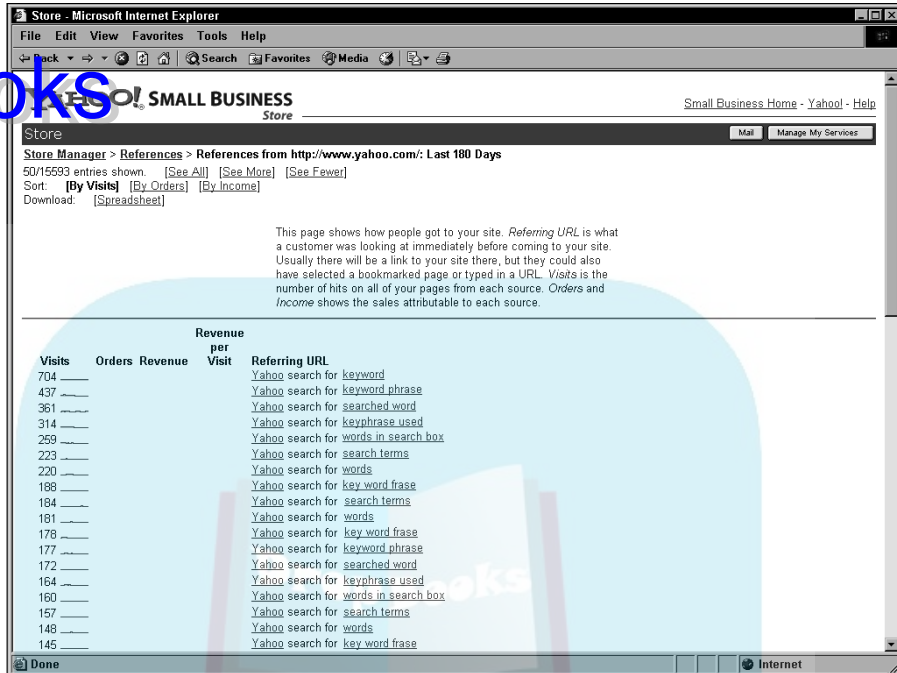 Store - Microsoft Internet Explorer
File Edit View Favorites Tools Help
Back Search Favorites Media
oks
YAHOO! SMALL BUSINESS
Store
Small Business Home - Yahoo! - Help
Store
Mail Manage My Services
Store Manager > References > References from http://www.yahoo.com/: Last 180 Days
50/15593 entries shown. [See All] [See More] [See Fewer]
Sort: [By Visits] [By Orders] [By Income]
Download: [Spreadsheet]
This page shows how people got to your site. Referring URL is what
a customer was looking at immediately before coming to your site.
Usually there will be a link to your site there, but they could also
have selected a bookmarked page or typed in a URL. Visits is the
number of hits on all of your pages from each source. Orders and
Income shows the sales attributable to each source.
Revenue
per
Visits Orders Revenue Visit Referring URL
704 Yahoo search for keyword
437 Yahoo search for keyword phrase
361 Yahoo search for searched word
314 Yahoo search for keyphrase used
259 Yahoo search for words in search box
223 Yahoo search for search terms
220 Yahoo search for words
188 Yahoo search for key word frase
184 Yahoo search for search terms
181 Yahoo search for words
178 Yahoo search for key word frase
177 Yahoo search for keyword phrase
172 Yahoo search for searched word
164 Yahoo search for keyphrase used
160 Yahoo search for words in search box
157 Yahoo search for search terms
148 Yahoo search for words
145 Yahoo search for key word frase
Done Internet